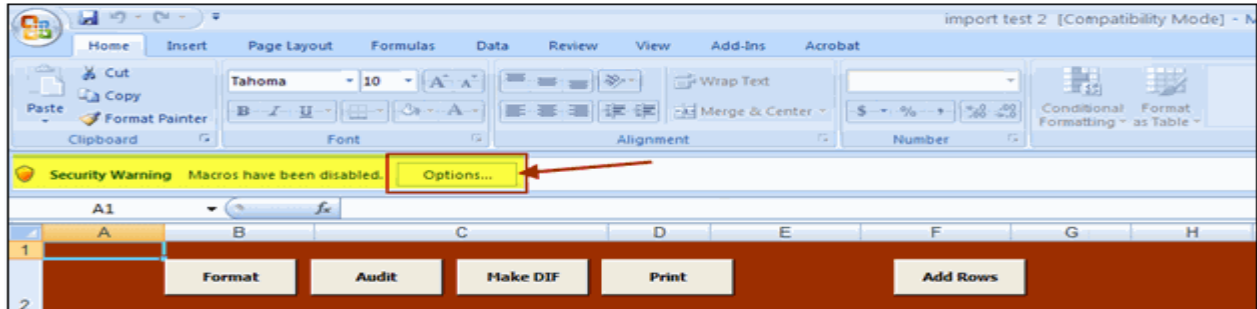 import test 2 [Compatibility Mode] - M
Home Insert Page Layout Formulas Data Review View Add-Ins Acrobat
Cut
Tahoma 10 A A Wrap Text
Copy
Paste
Format Painter B I U A Merge & Center $ % , .0 .00 Conditional Formatting Format as Table
Clipboard Font Alignment Number
Security Warning Macros have been disabled. Options...
A1 fx
A B C D E F G H
1
Format Audit Make DIF Print Add Rows
2